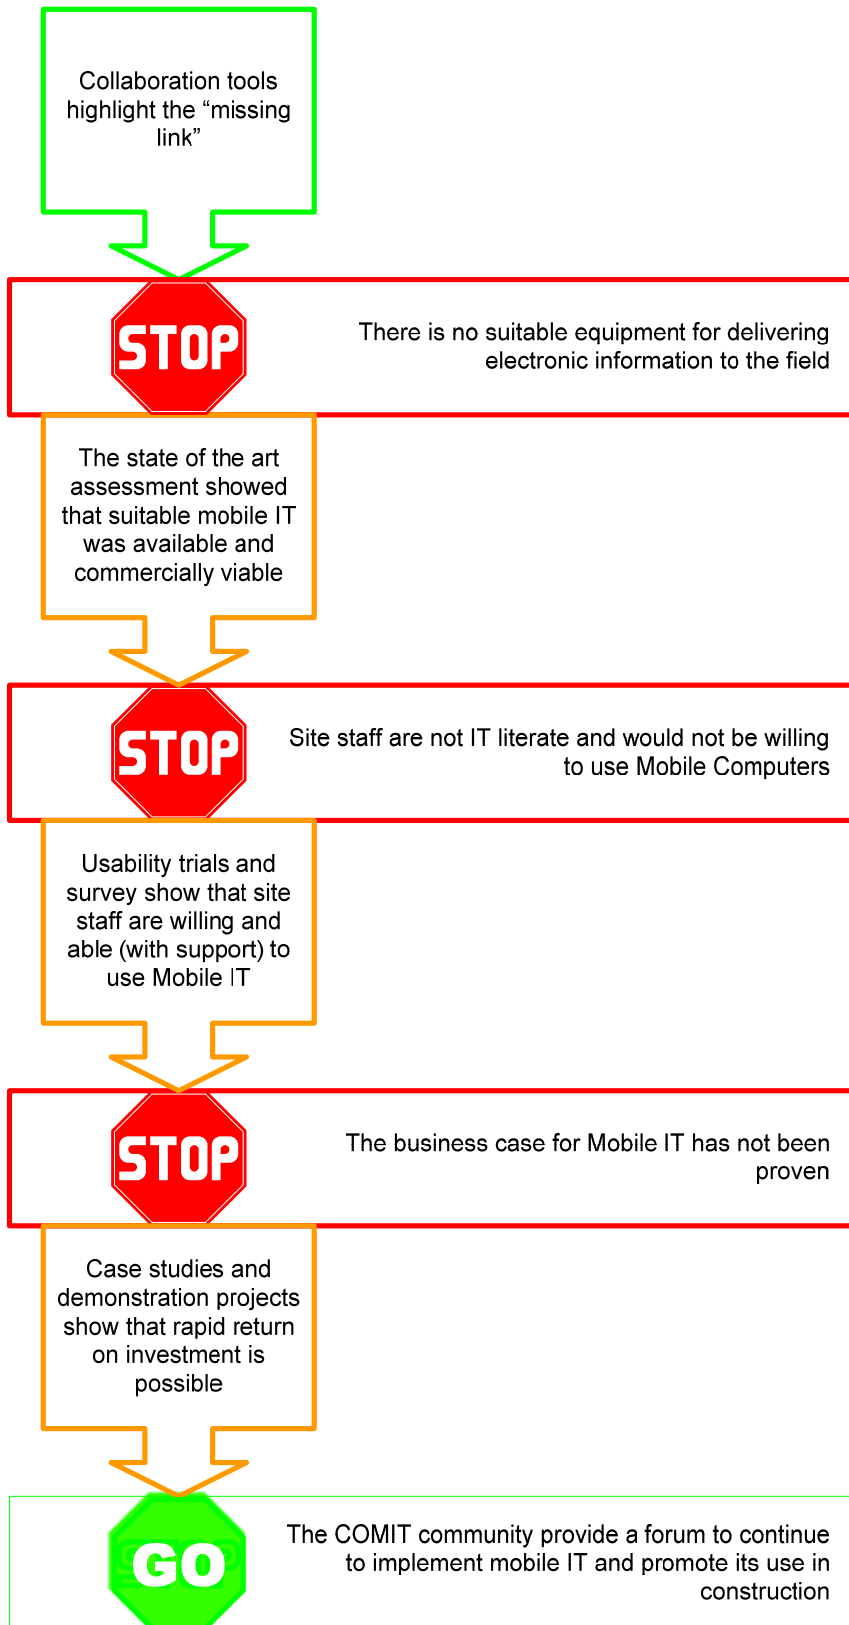 Collaboration tools
highlight the “missing
link”
STOP
There is no suitable equipment for delivering
electronic information to the field
The state of the art
assessment showed
that suitable mobile IT
was available and
commercially viable
STOP
Site staff are not IT literate and would not be willing
to use Mobile Computers
Usability trials and
survey show that site
staff are willing and
able (with support) to
use Mobile IT
STOP
The business case for Mobile IT has not been
proven
Case studies and
demonstration projects
show that rapid return
on investment is
possible
GO
The COMIT community provide a forum to continue
to implement mobile IT and promote its use in
construction